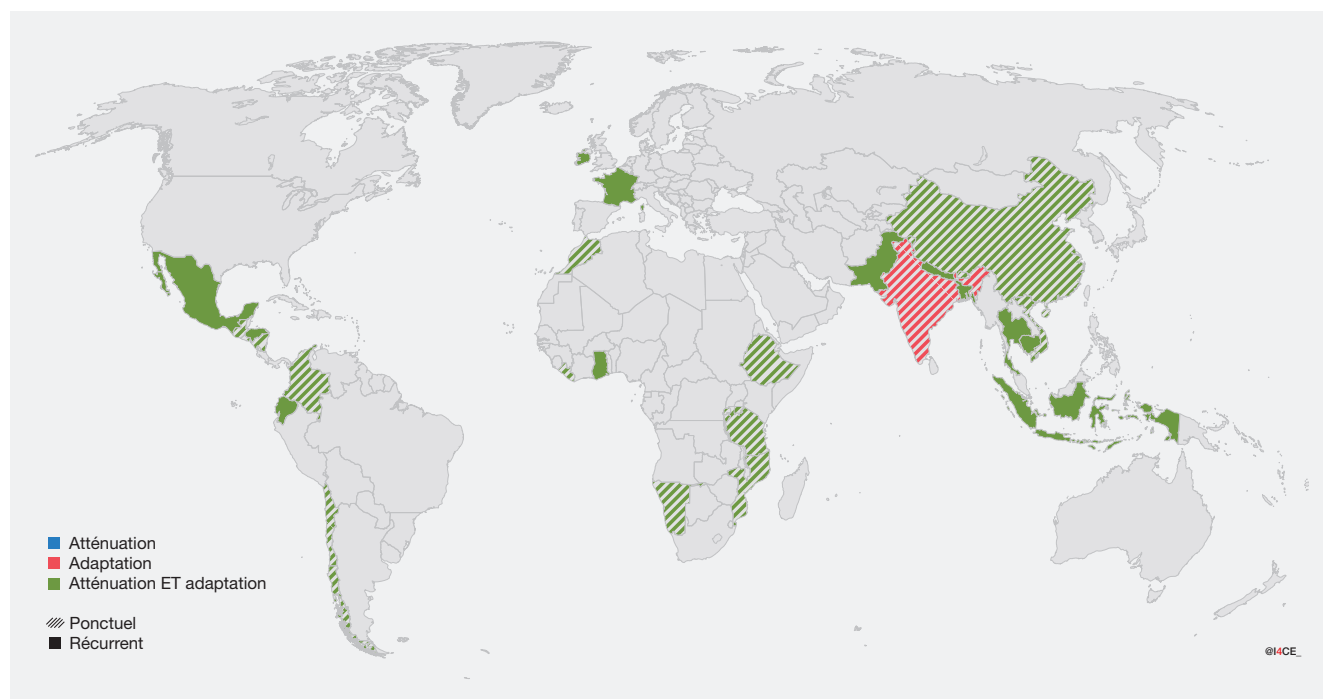 Atténuation
Adaptation
Atténuation ET adaptation
Ponctuel
Récurrent
@I4CE_